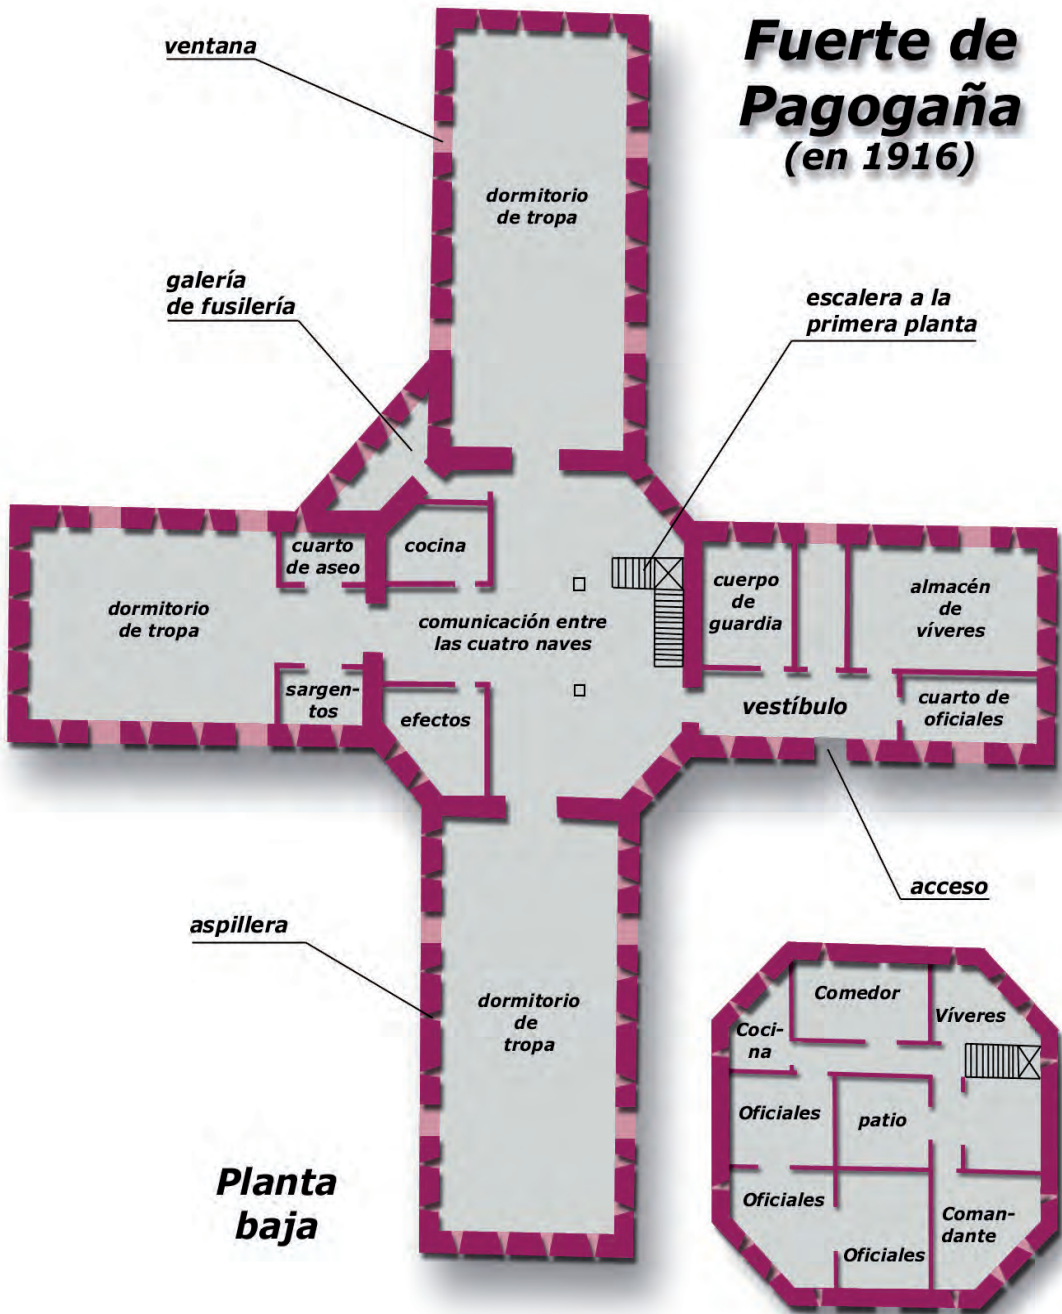 Fuerte de
Pagogaña
(en 1916)
ventana
dormitorio
de tropa
galería
de fusilería
escalera a la
primera planta
cuarto
de aseo
cocina
cuerpo
de
guardia
almacén
de
víveres
dormitorio
de tropa
comunicación entre
las cuatro naves
sargen-
tos
efectos
vestíbulo
cuarto de
oficiales
acceso
aspillera
dormitorio
de
tropa
Planta
baja
Comedor
Víveres
Coci-
na
Oficiales
patio
Oficiales
Coman-
dante
Oficiales